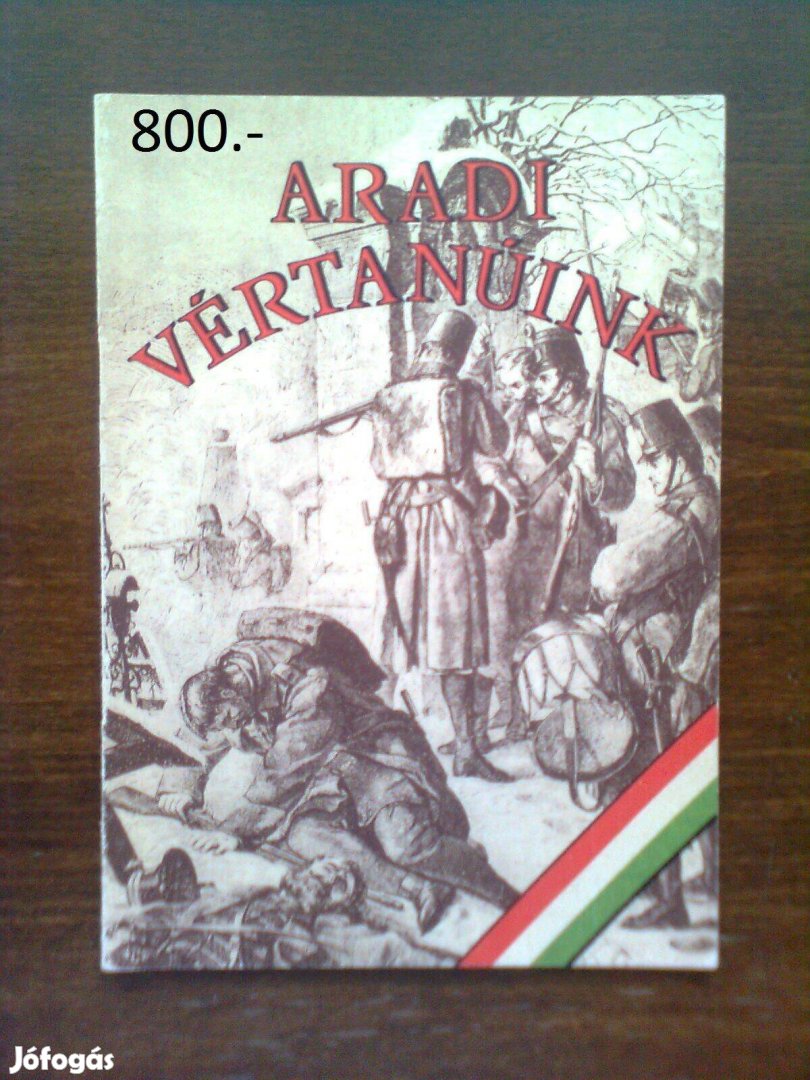 800.-
ARADI
VÉRTANÚINK
Jófogás